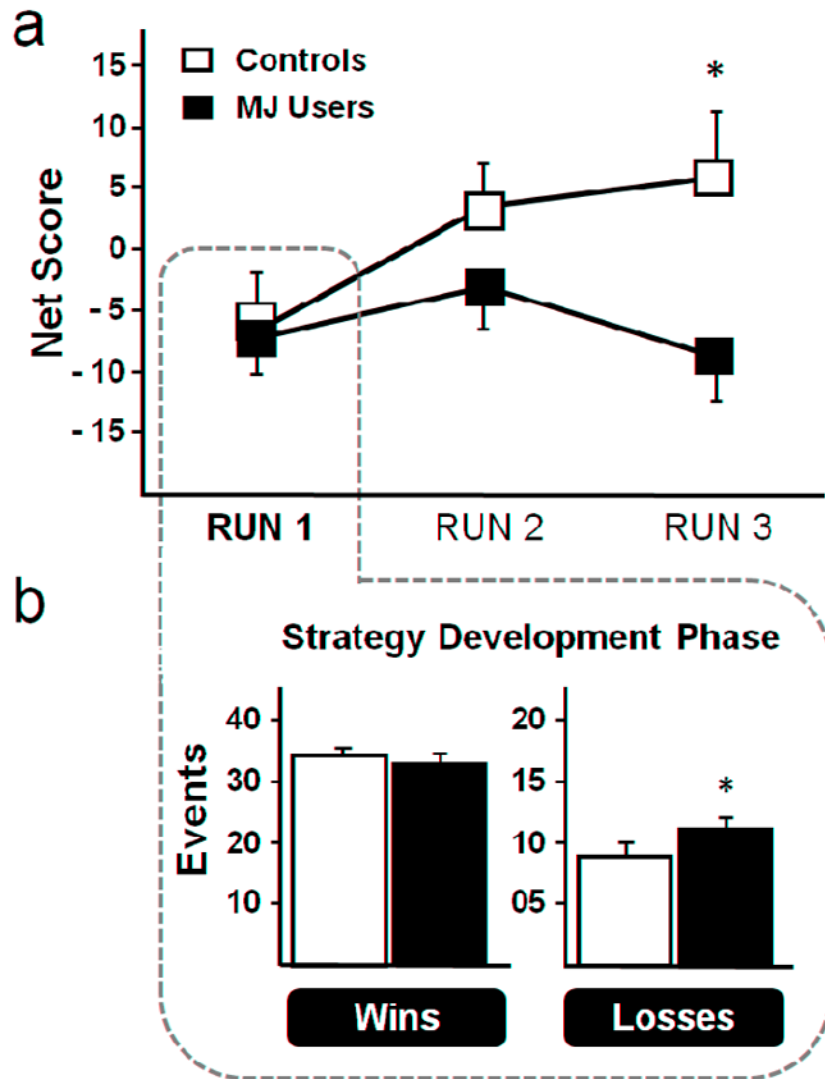 a
Controls
MJ Users
*
Net Score
15
10
5
0
-5
-10
-15
RUN 1 RUN 2 RUN 3
b
Strategy Development Phase
Events
40
30
20
10
Wins
20
15
10
05
*
Losses